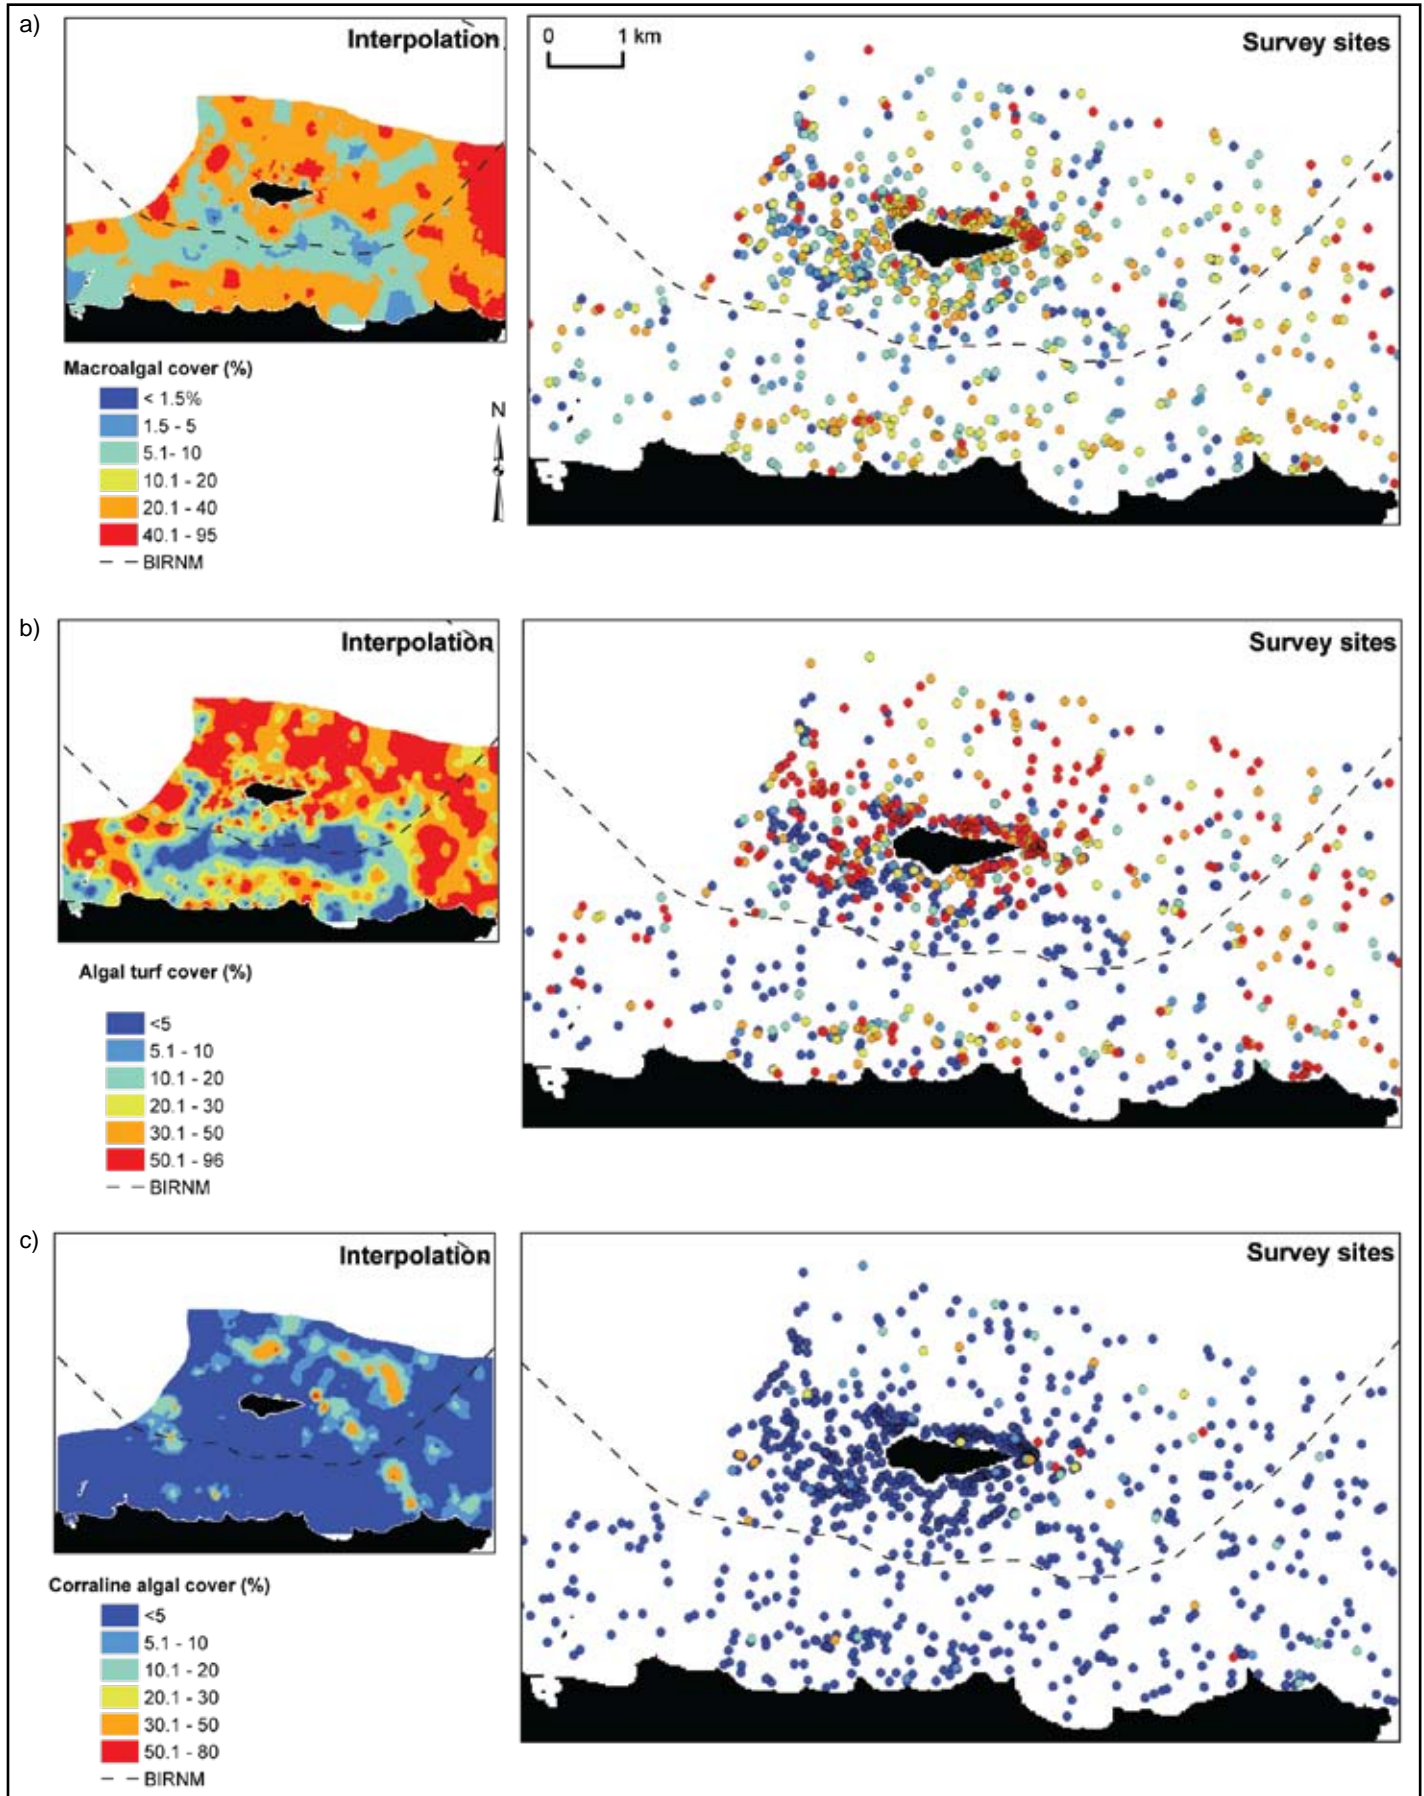 a)
Interpolation
0 1 km
Survey sites
Macroalgal cover (%)
< 1.5%
1.5 - 5
5.1- 10
10.1 - 20
20.1 - 40
40.1 - 95
BIRNM
N
b)
Interpolation
Survey sites
Algal turf cover (%)
<5
5.1 - 10
10.1 - 20
20.1 - 30
30.1 - 50
50.1 - 96
BIRNM
c)
Interpolation
Survey sites
Corraline algal cover (%)
<5
5.1 - 10
10.1 - 20
20.1 - 30
30.1 - 50
50.1 - 80
BIRNM